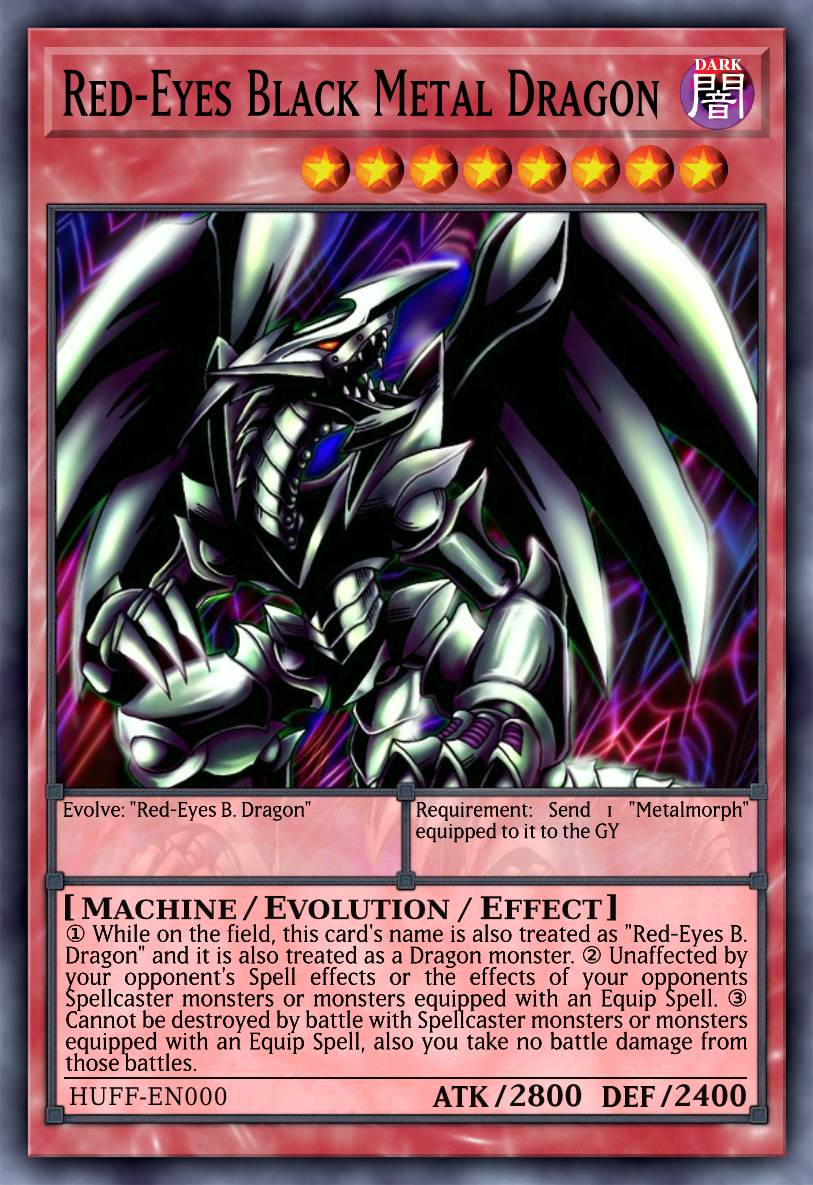 Red-Eyes Black Metal Dragon
DARK
闇
Evolve: "Red-Eyes B. Dragon"
Requirement: Send 1 "Metalmorph"
equipped to it to the GY
[ Machine / Evolution / Effect ]
① While on the field, this card's name is also treated as "Red-Eyes B.
Dragon" and it is also treated as a Dragon monster. ② Unaffected by
your opponent's Spell effects or the effects of your opponents
Spellcaster monsters or monsters equipped with an Equip Spell. ③
Cannot be destroyed by battle with Spellcaster monsters or monsters
equipped with an Equip Spell, also you take no battle damage from
those battles.
HUFF-EN000
ATK/2800 DEF/2400